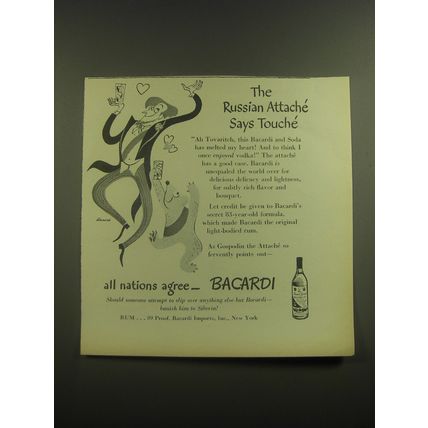 The
Russian Attaché
Says Touché
"Ah Tovaritch, this Bacardi and Soda
has melted my heart! And to think I
once enjoyed vodka!" The attaché
has a good case. Bacardi is
unequaled the world over for
delicious delicacy and lightness,
for subtly rich flavor and
bouquet.
Let credit be given to Bacardi's
secret 83-year-old formula,
which made Bacardi the original
light-bodied rum.
As Gospodin the Attaché so
fervently points out—
all nations agree— BACARDI
Should someone attempt to slip over anything else but Bacardi—
banish him to Siberia!
RUM . . . 89 Proof. Bacardi Imports, Inc., New York